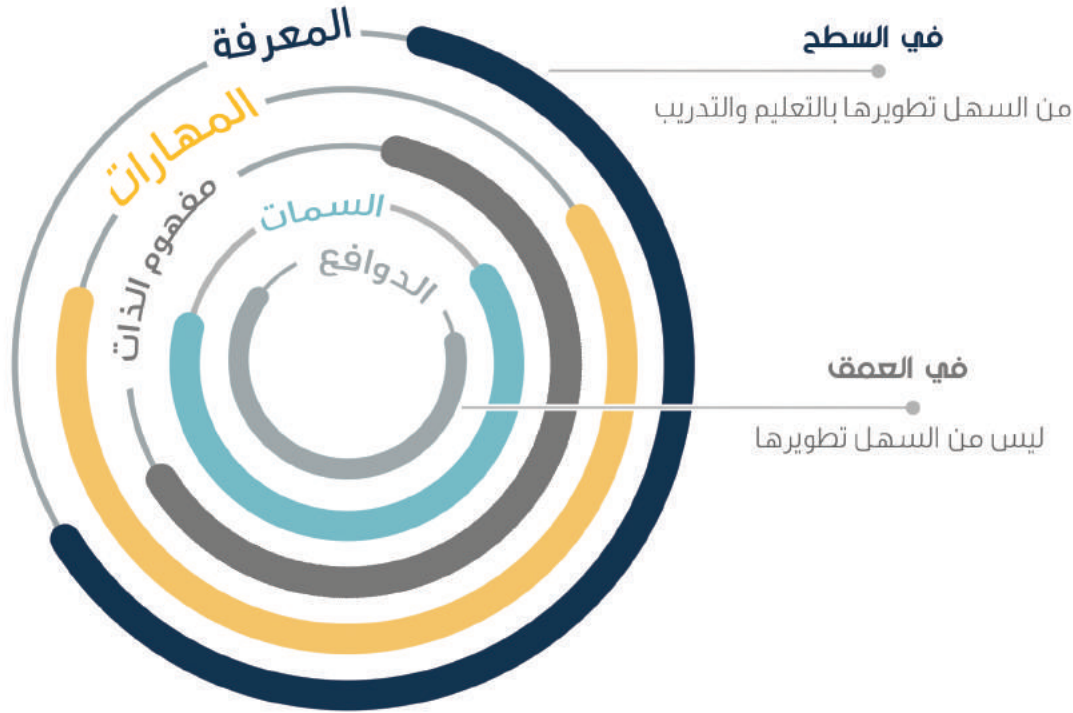 المعرفة
المهارات
مفهوم الذات
السمات
الدوافع
في السطح
من السهل تطويرها بالتعليم والتدريب
في العمق
ليس من السهل تطويرها